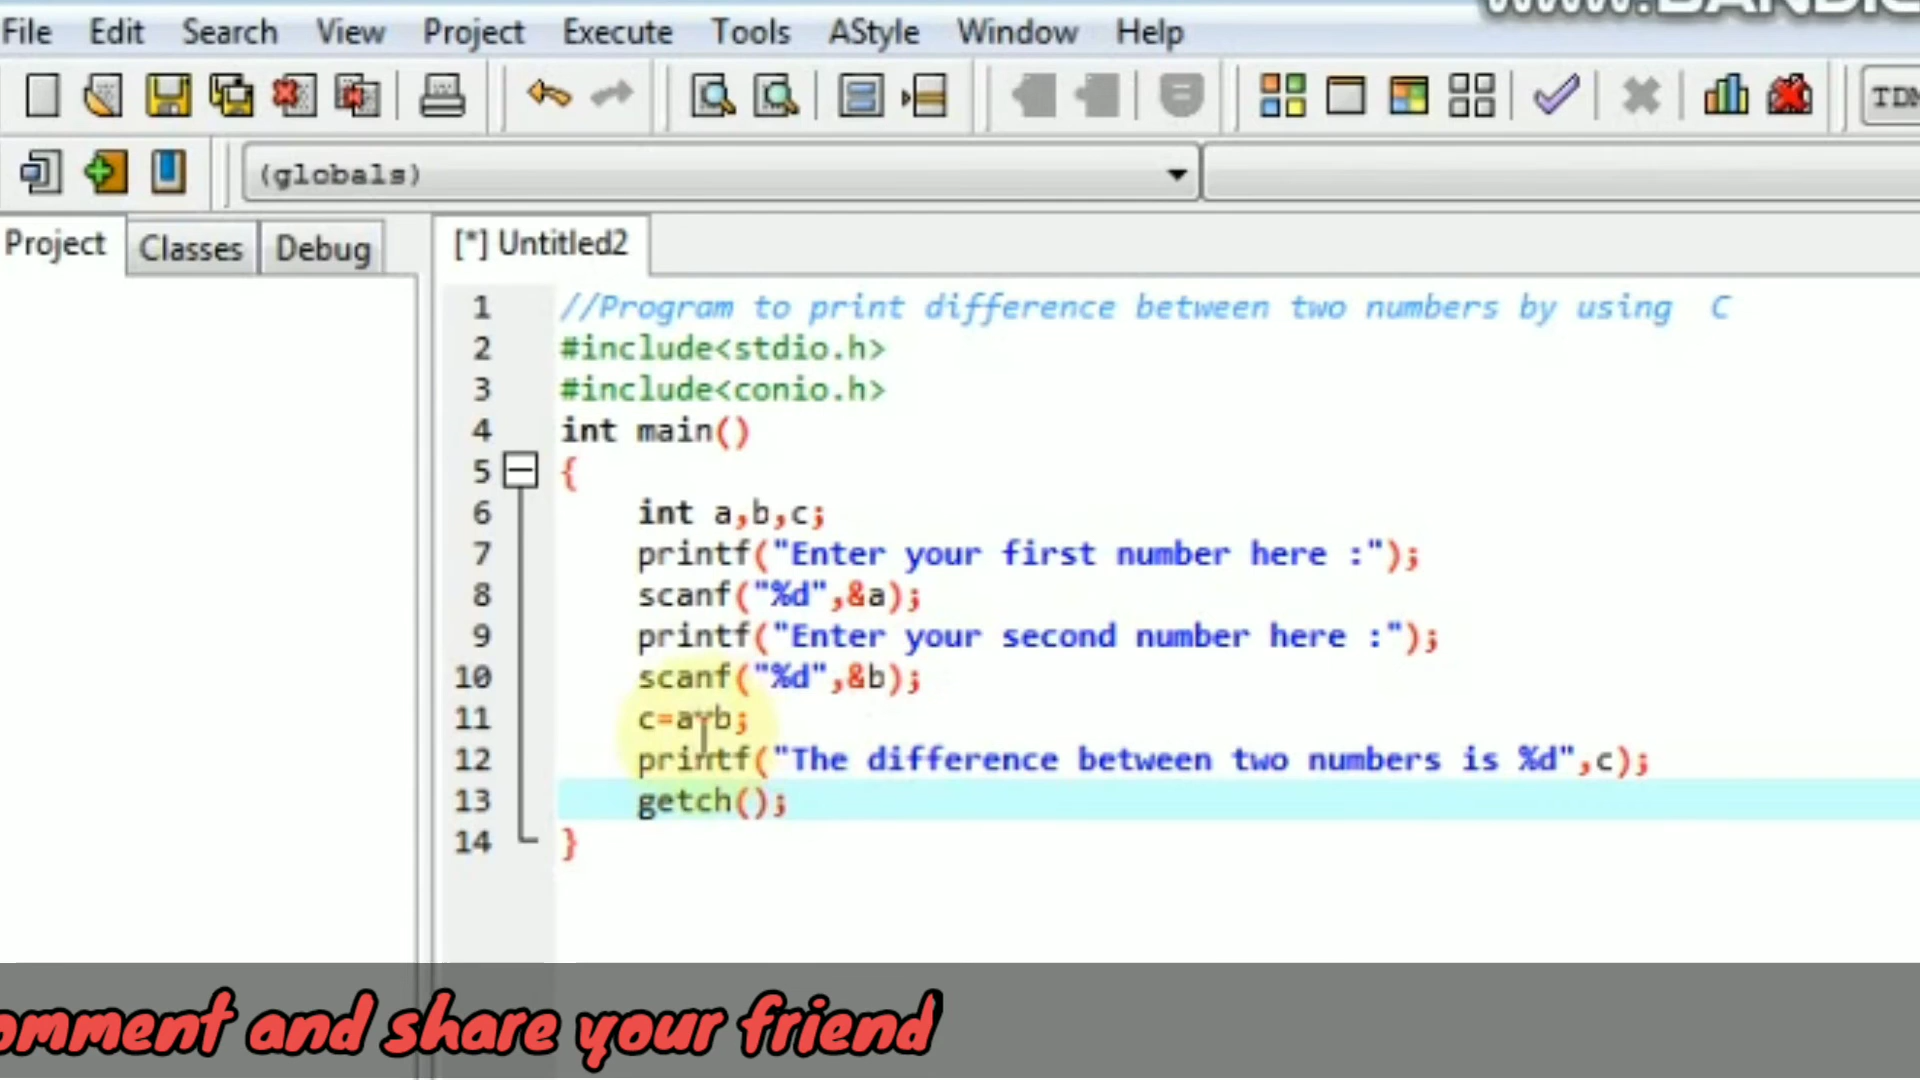 File Edit Search View Project Execute Tools AStyle Window Help
TDM
(globals)
Project Classes Debug [*] Untitled2
1 //Program to print difference between two numbers by using C
2 #include<stdio.h>
3 #include<conio.h>
4 int main()
5 {
6 int a,b,c;
7 printf("Enter your first number here :");
8 scanf("%d",&a);
9 printf("Enter your second number here :");
10 scanf("%d",&b);
11
12 printf("The difference between two numbers is %d",c);
13 getch();
14 }
omment and share your friend